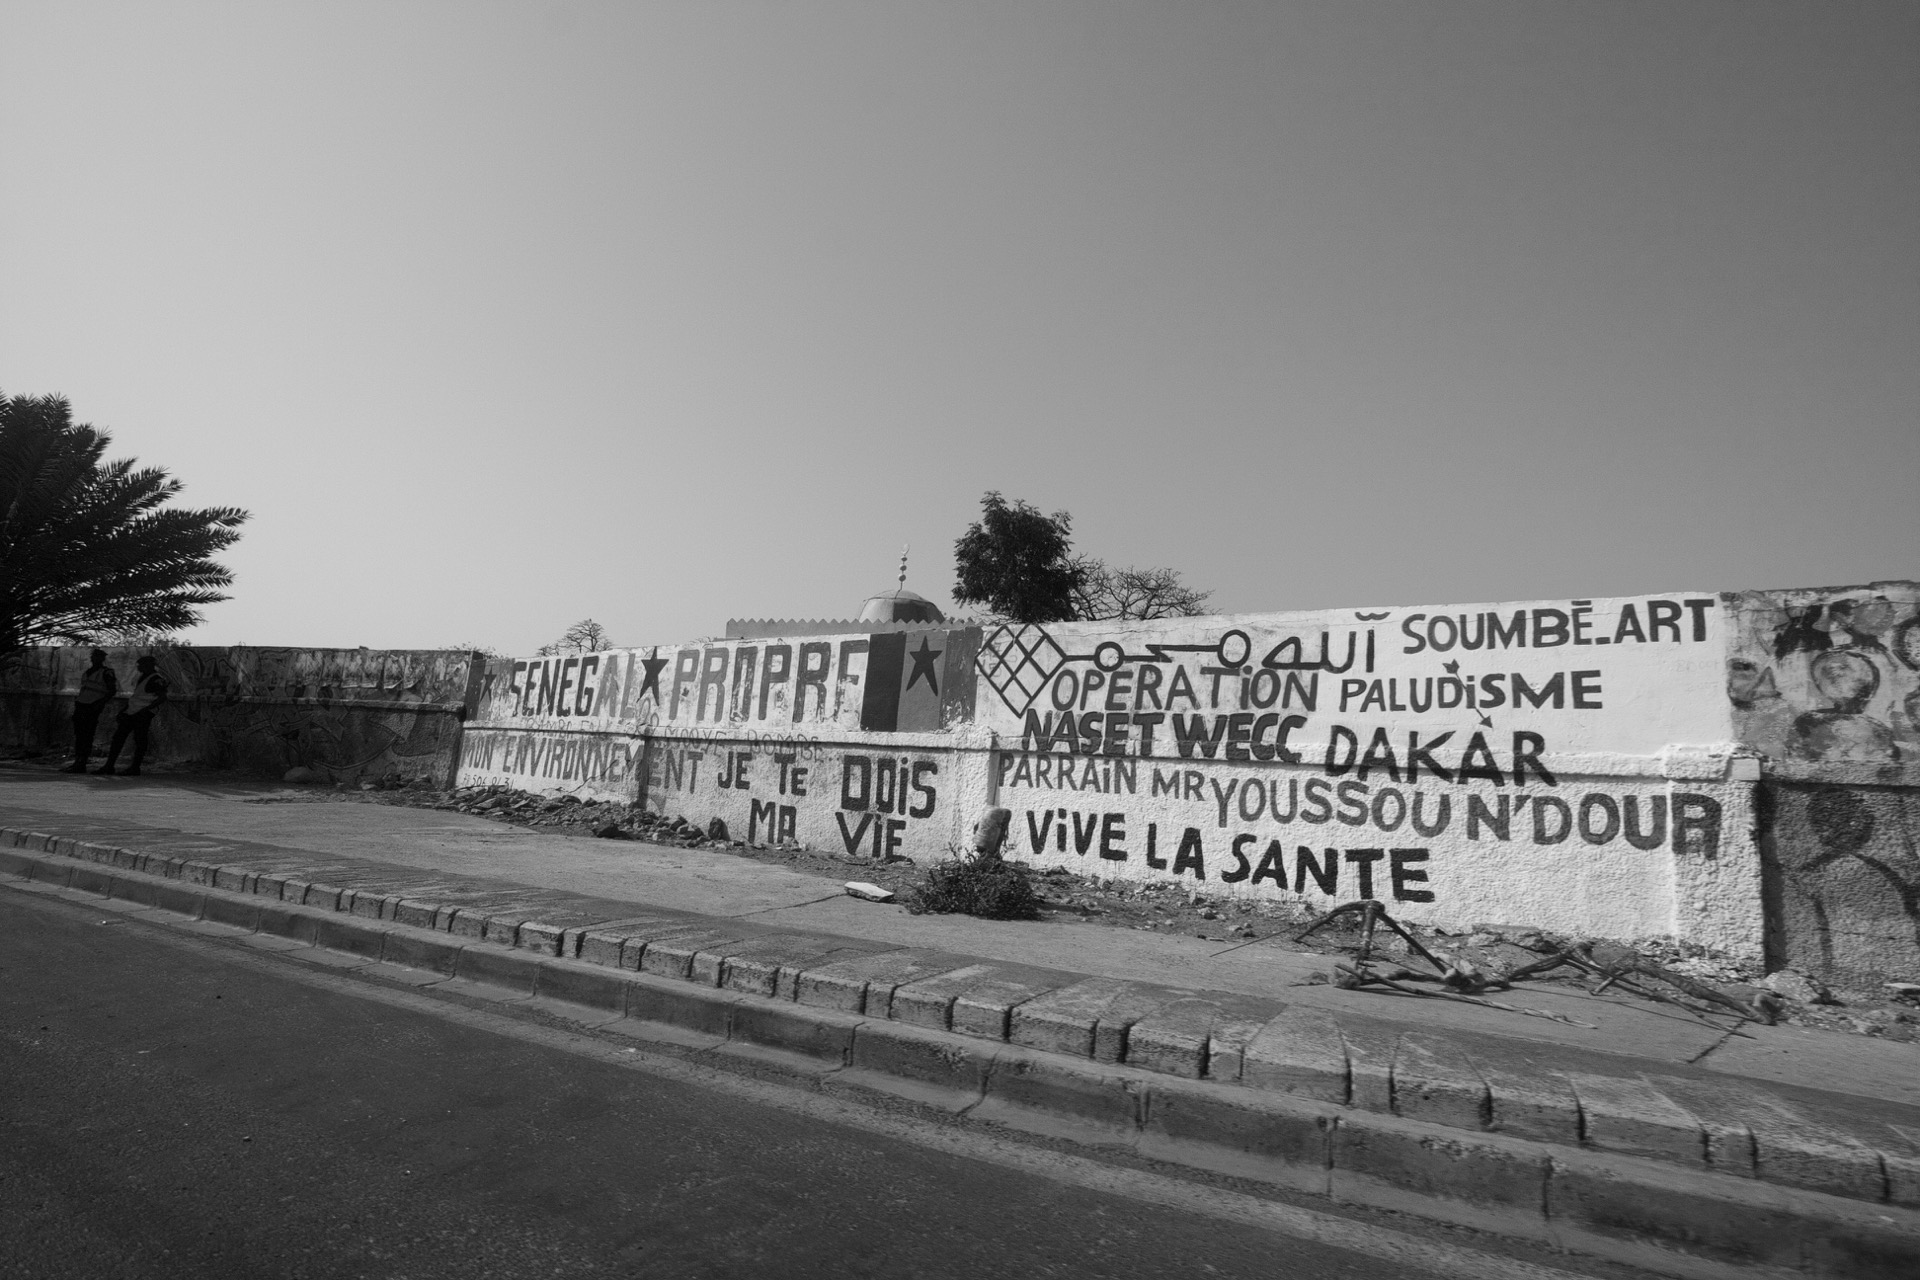 SENEGAL PROPRE
MON ENVIRONNEMENT JE TE DOIS
MA VIE
SOUMBĒ_ART
OPERATION PALUDISME
NASET WECC DAKAR
PARRAIN MR YOUSSOU N'DOUR
VIVE LA SANTE